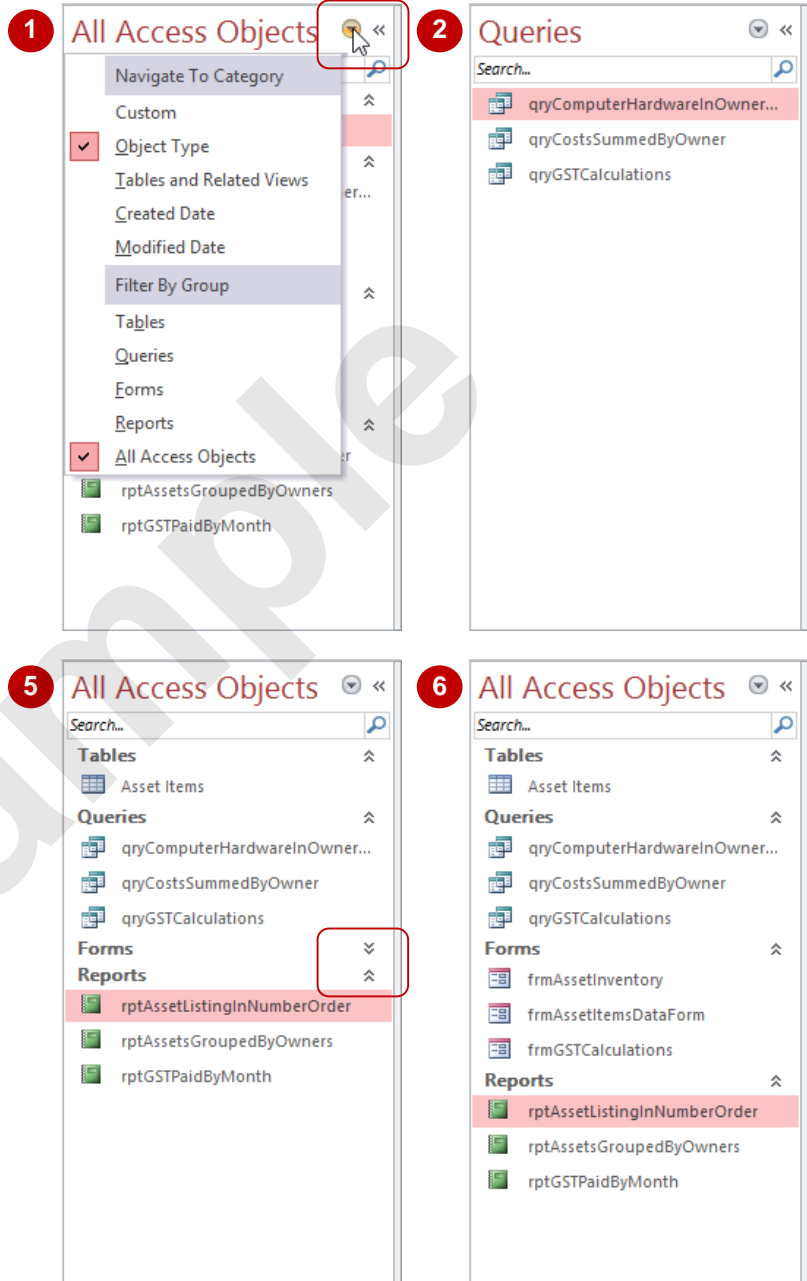 1
All Access Objects
Navigate To Category
Custom
Object Type
Tables and Related Views
er...
Created Date
Modified Date
Filter By Group
Tables
Queries
Forms
Reports
All Access Objects
r
rptAssetsGroupedByOwners
rptGSTPaidByMonth
2
Queries
Search...
qryComputerHardwareInOwner...
qryCostsSummedByOwner
qryGSTCalculations
5
All Access Objects
Search...
Tables
Asset Items
Queries
qryComputerHardwareInOwner...
qryCostsSummedByOwner
qryGSTCalculations
Forms
Reports
rptAssetListingInNumberOrder
rptAssetsGroupedByOwners
rptGSTPaidByMonth
6
All Access Objects
Search...
Tables
Asset Items
Queries
qryComputerHardwareInOwner...
qryCostsSummedByOwner
qryGSTCalculations
Forms
frmAssetInventory
frmAssetItemsDataForm
frmGSTCalculations
Reports
rptAssetListingInNumberOrder
rptAssetsGroupedByOwners
rptGSTPaidByMonth
ample